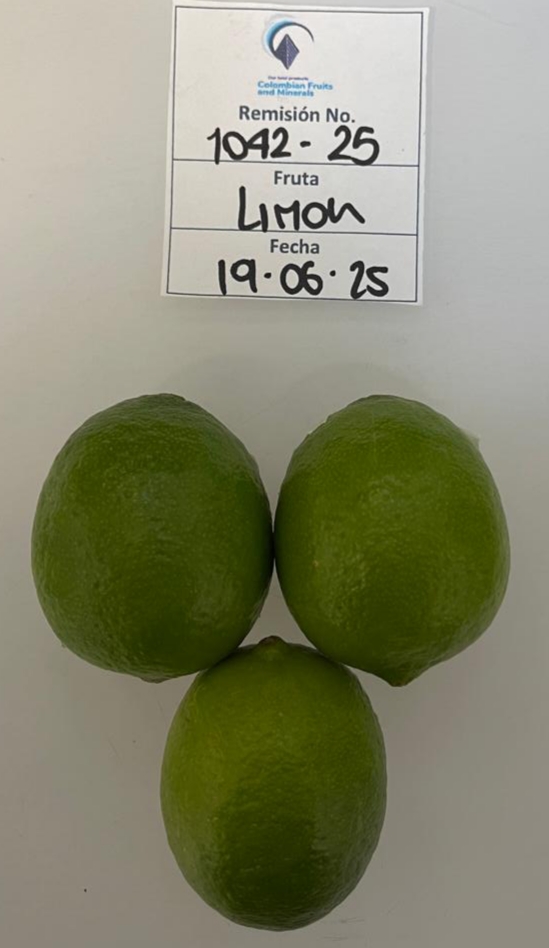 Colombian Fruits
and Minerals
Remisión No.
1042-25
Fruta
Limon
Fecha
19·06·25